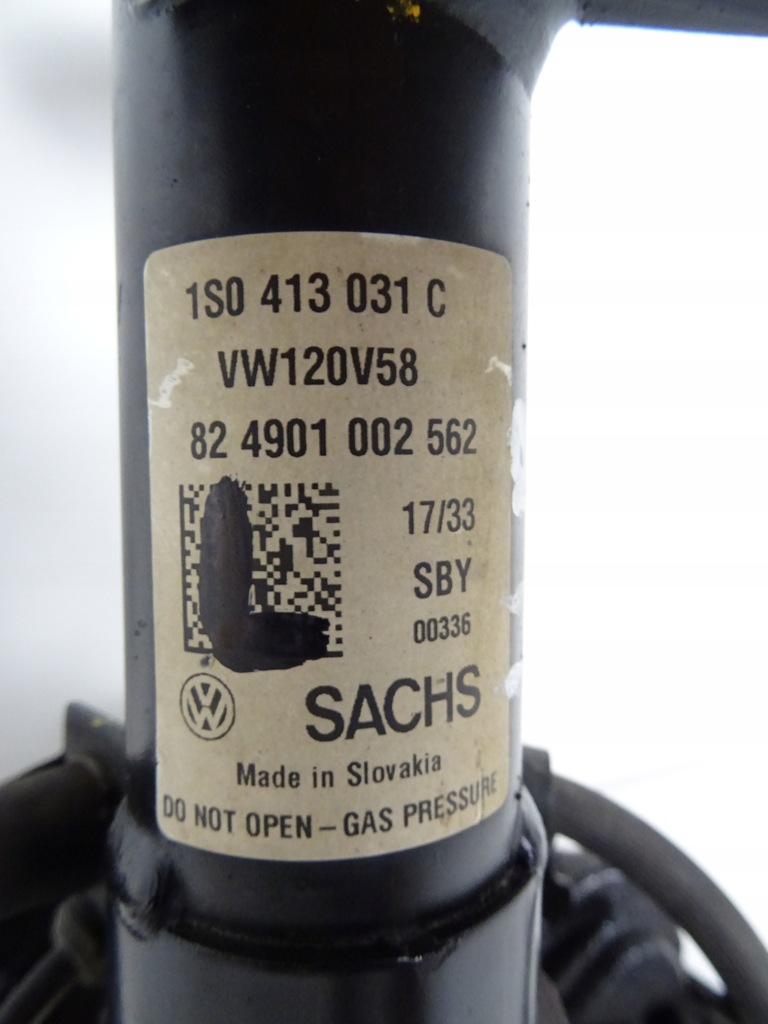 1S0 413 031 C
VW120V58
82 4901 002 562
17/33
SBY
00336
L
VW
SACHS
Made in Slovakia
DO NOT OPEN – GAS PRESSURE